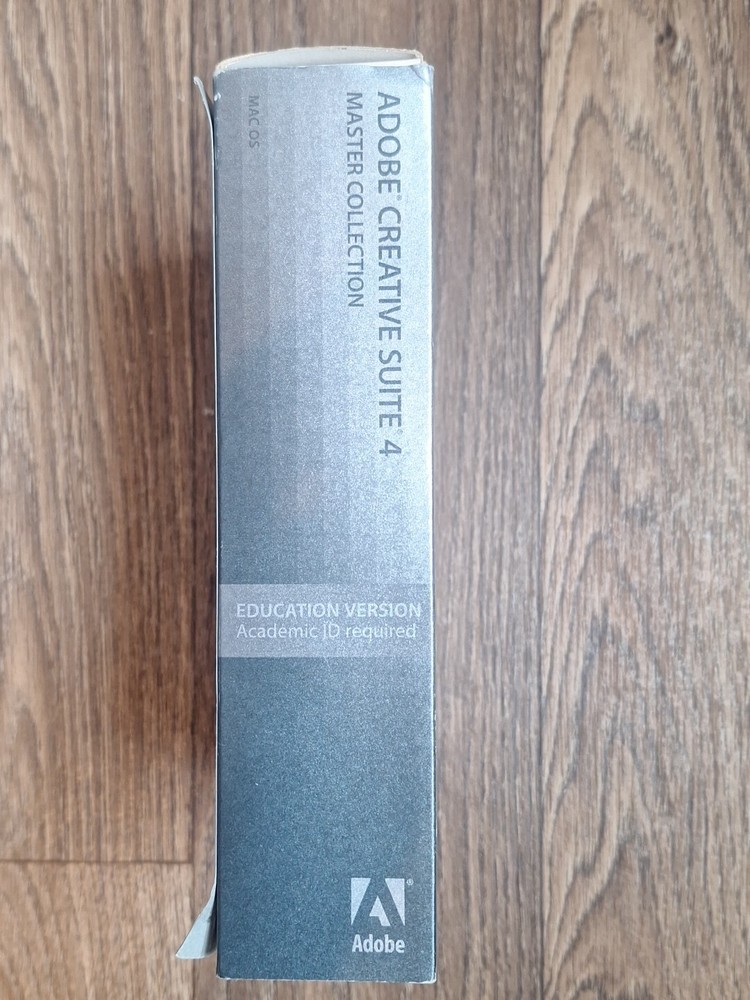 ADOBE® CREATIVE SUITE® 4
MASTER COLLECTION
MAC OS
EDUCATION VERSION
Academic ID required
®
Adobe